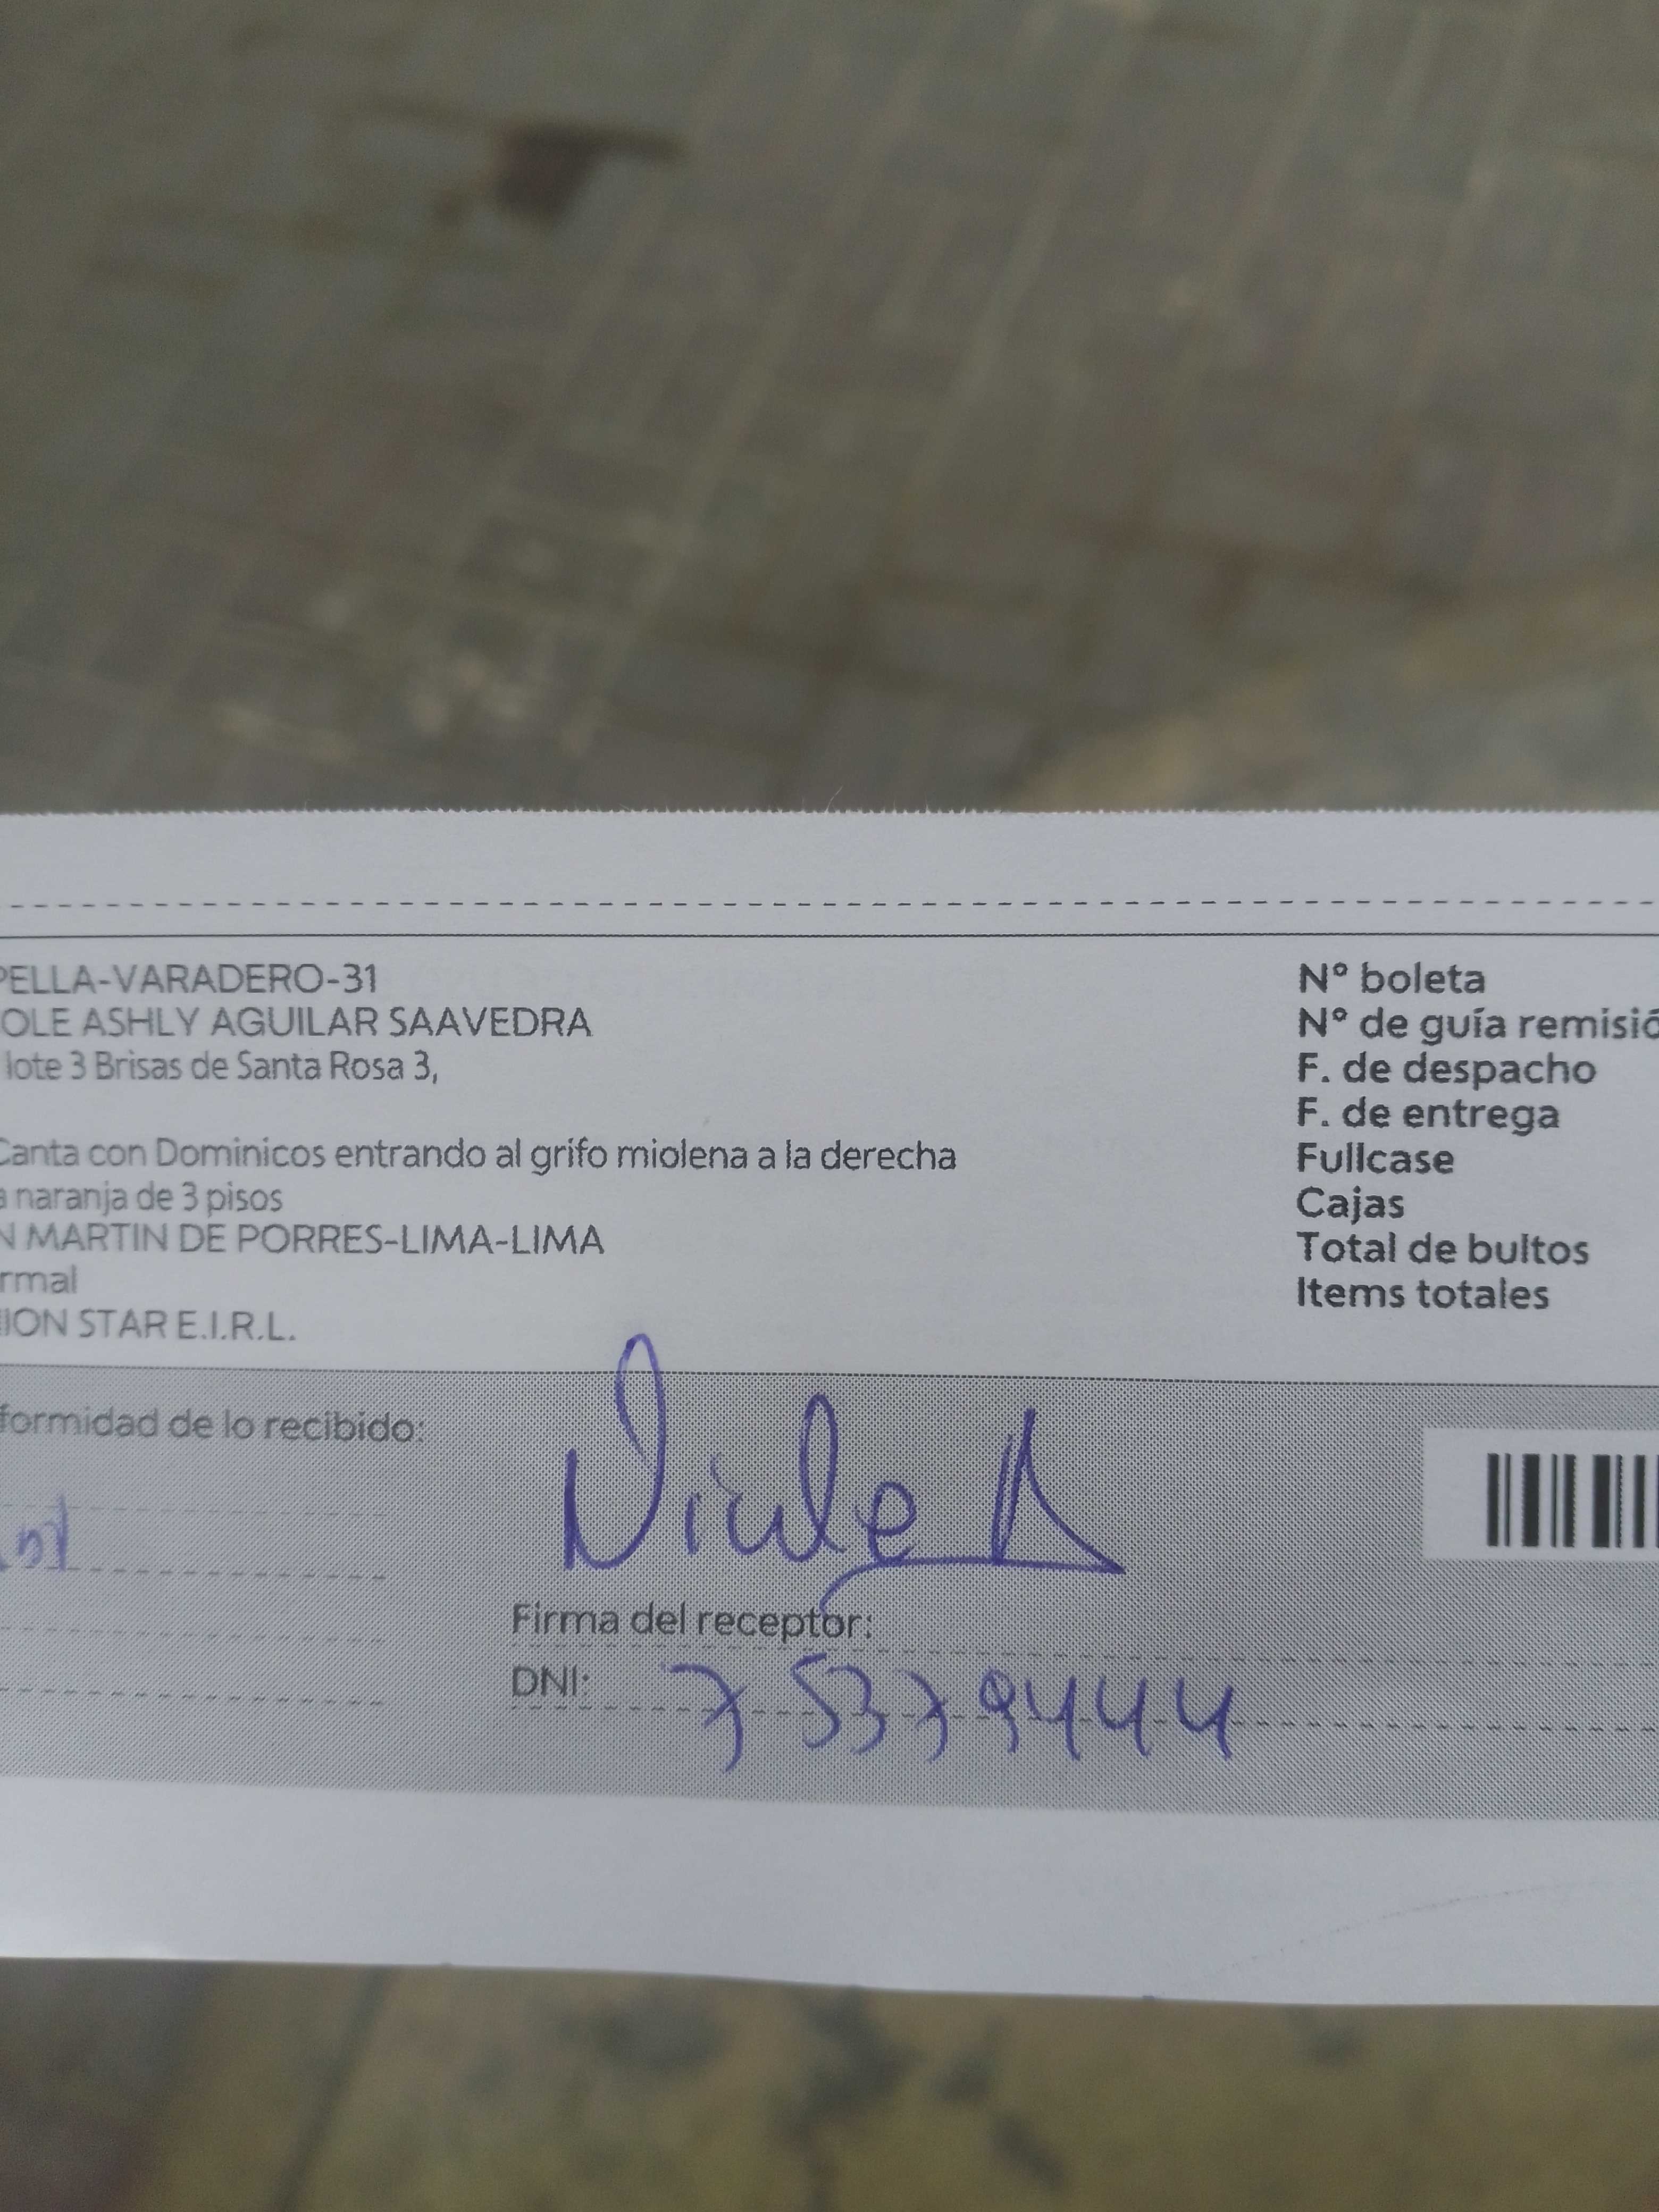 PELLA-VARADERO-31
OLE ASHLY AGUILAR SAAVEDRA
lote 3 Brisas de Santa Rosa 3,
Canta con Dominicos entrando al grifo miolena a la derecha
a naranja de 3 pisos
N MARTIN DE PORRES-LIMA-LIMA
rmal
ION STAR E.I.R.L.
Nº boleta
Nº de guía remisió
F. de despacho
F. de entrega
Fullcase
Cajas
Total de bultos
Items totales
formidad de lo recibido:
Nicole A
Firma del receptor:
DNI: 75379444